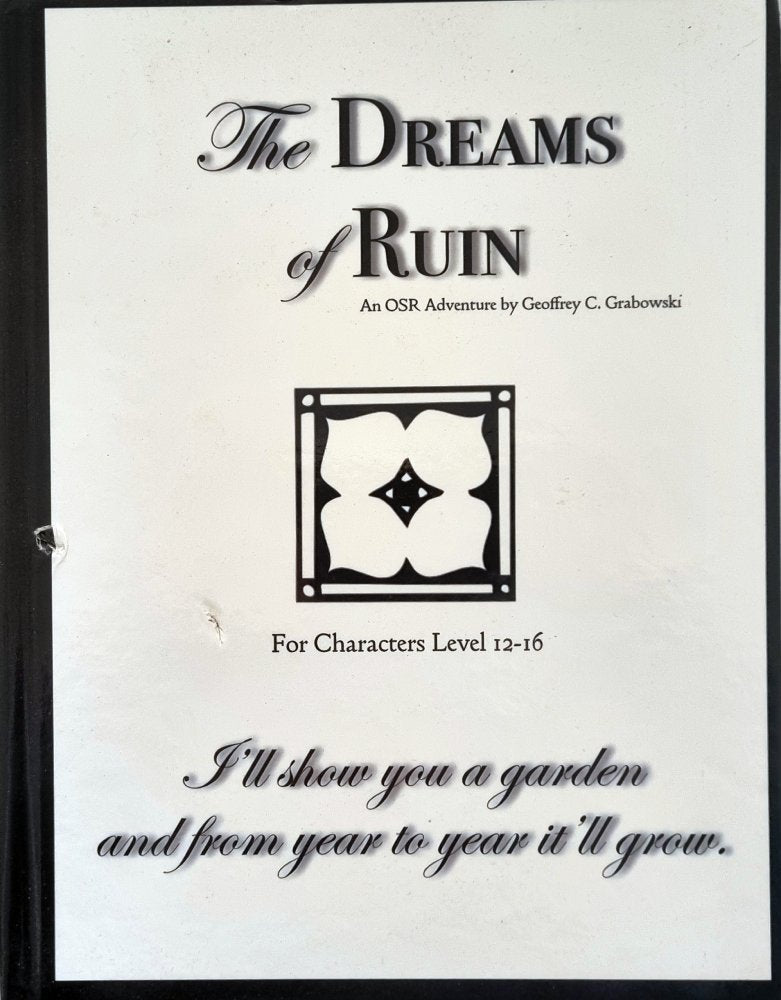 The DREAMS
of RUIN
An OSR Adventure by Geoffrey C. Grabowski
For Characters Level 12-16
I'll show you a garden
and from year to year it'll grow.